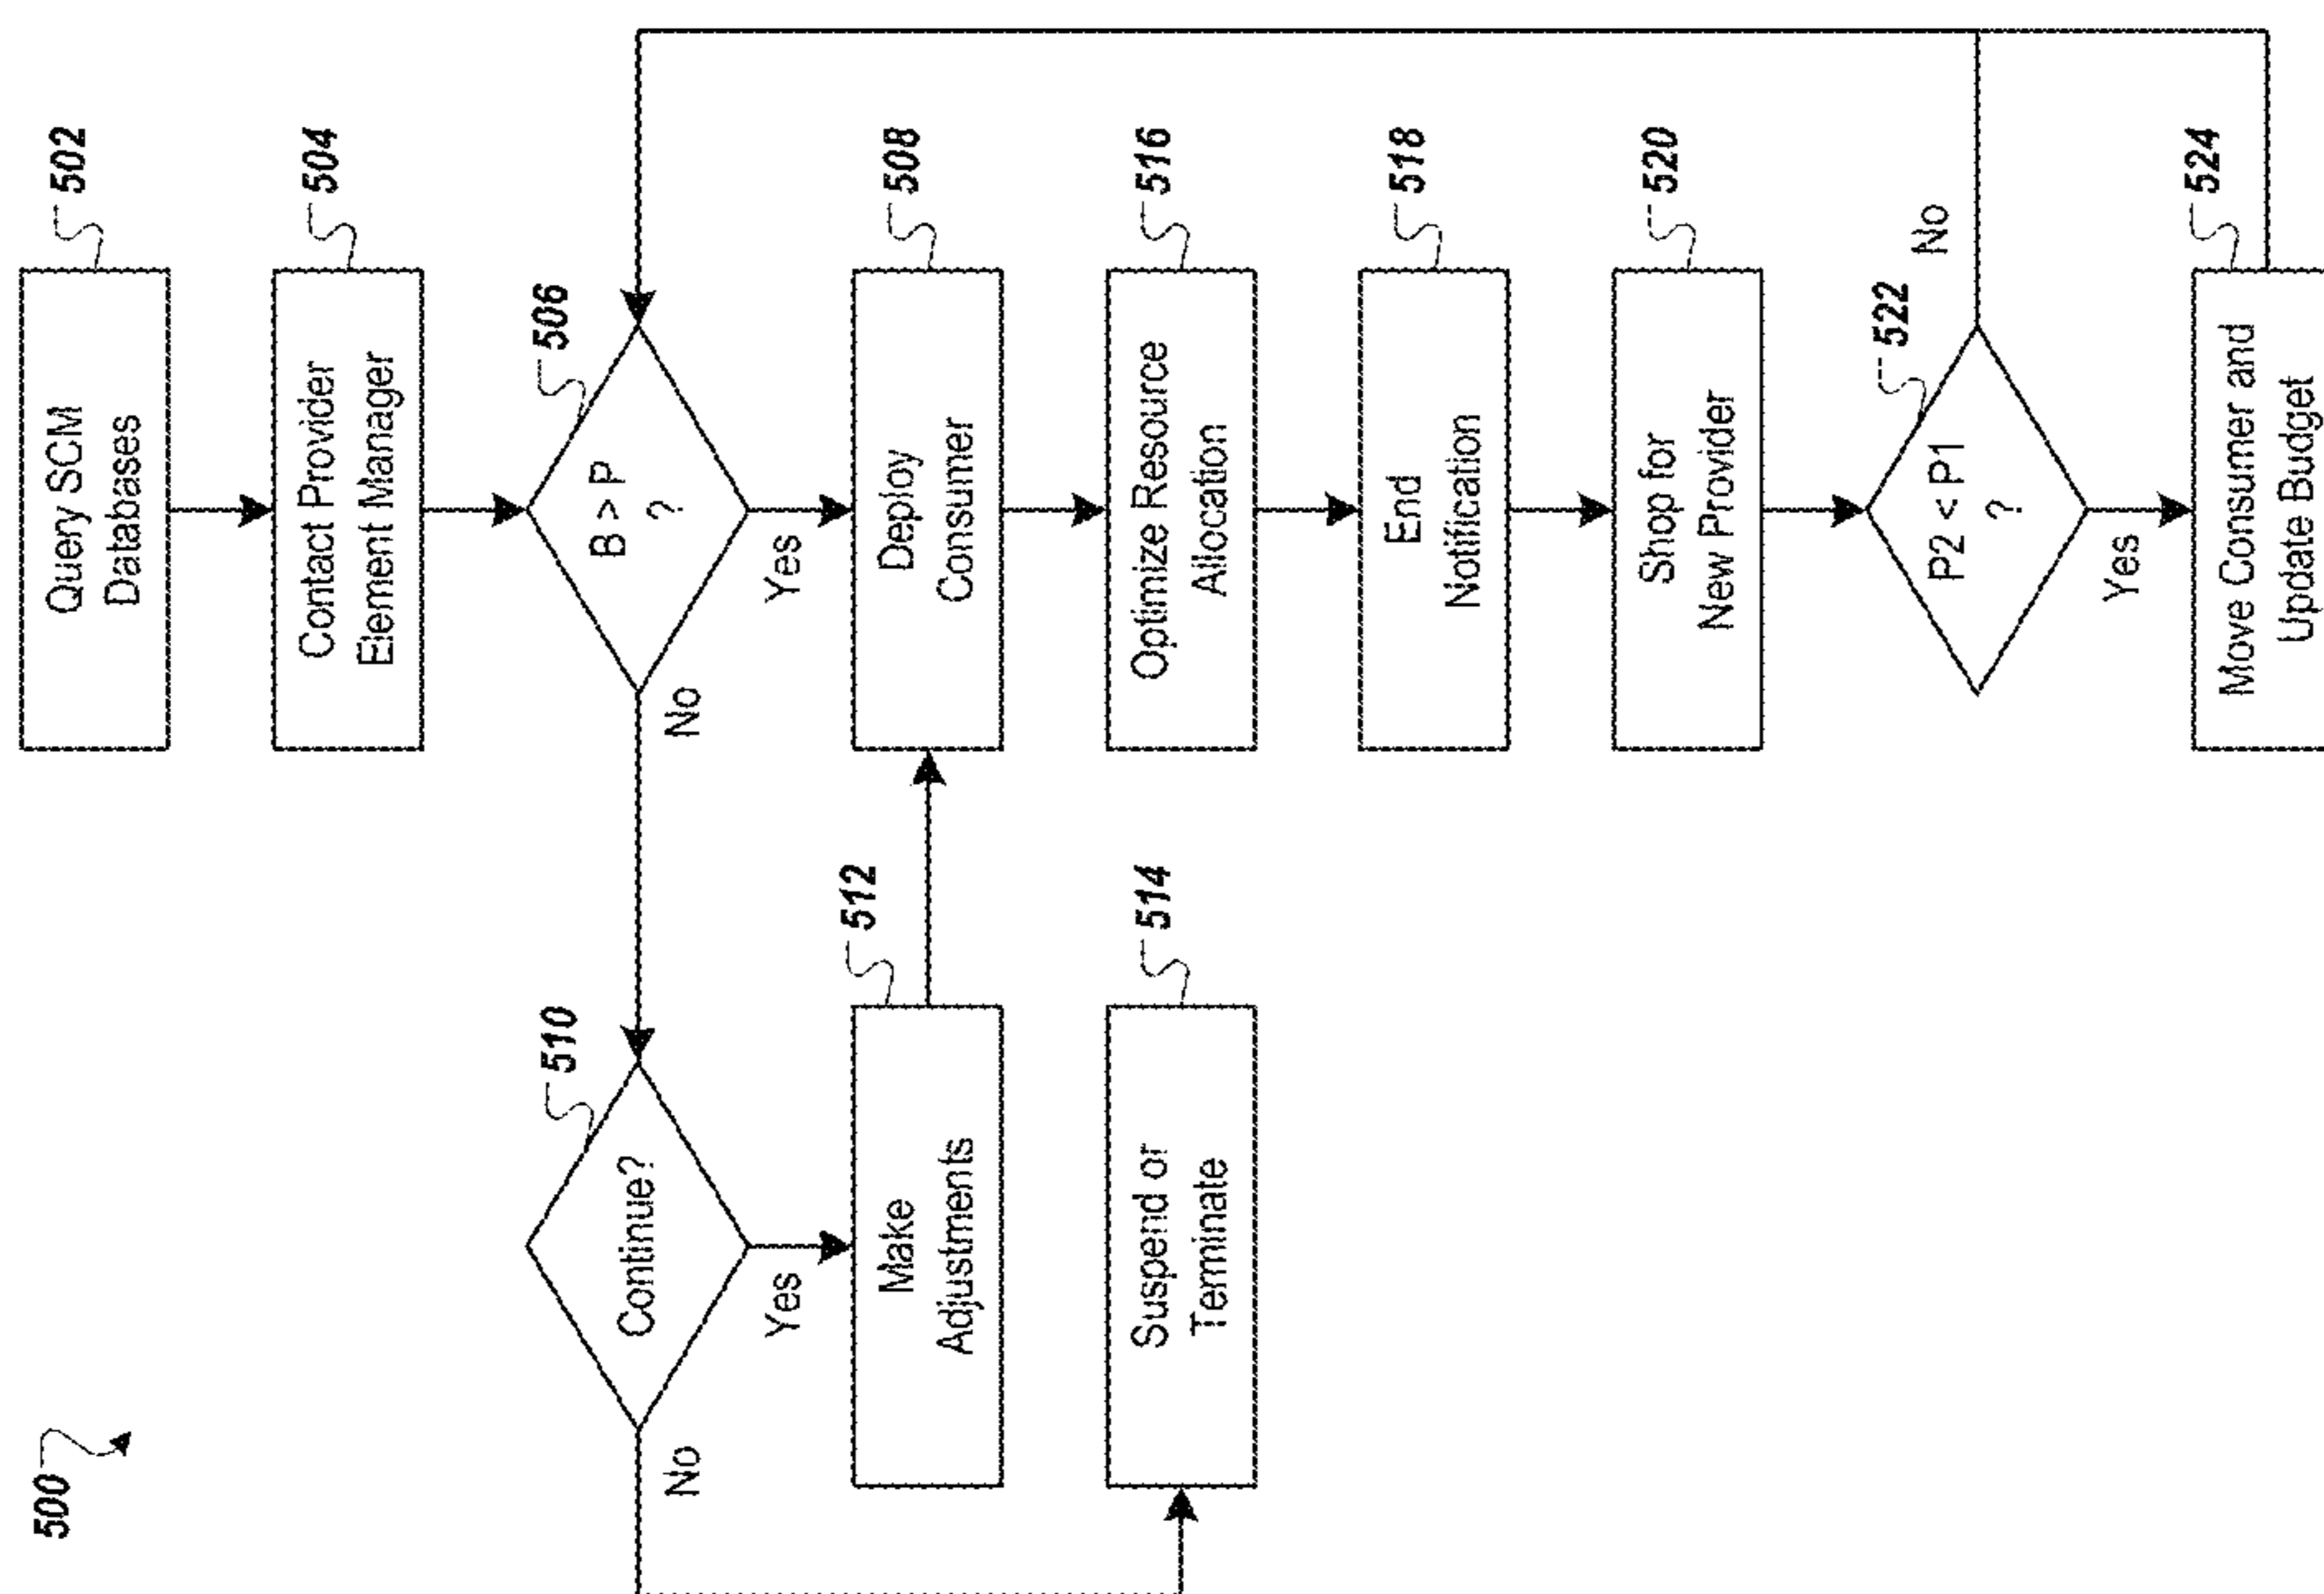 500
Query SCM
Databases
502
Contact Provider
Element Manager
504
B > P
?
506
No
Yes
Continue?
510
No
Yes
Make
Adjustments
512
Deploy
Consumer
508
Suspend or
Teminate
514
Optimize Resource
Allocation
516
End
Notification
518
Shop for
New Provider
520
P2 < P1
?
522
No
Yes
Move Consumer and
Update Budget
524